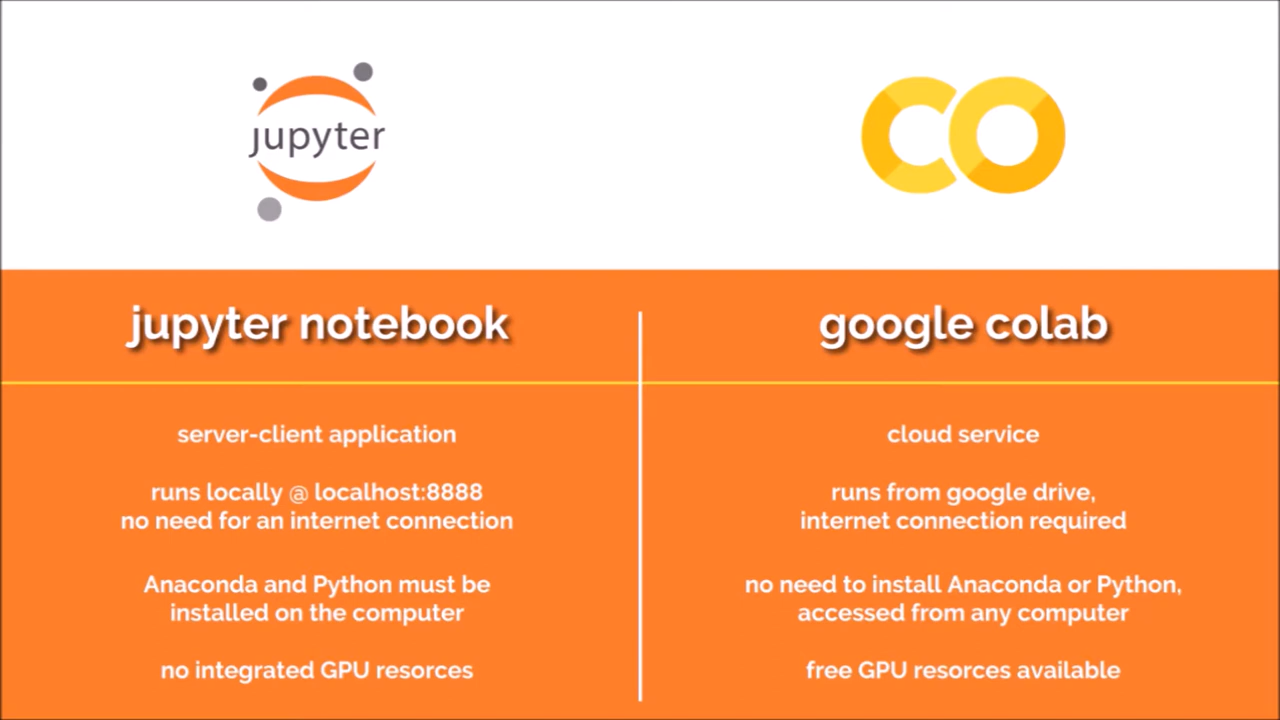 jupyter
CO
jupyter notebook
server-client application
runs locally @ localhost:8888
no need for an internet connection
Anaconda and Python must be
installed on the computer
no integrated GPU resorces
google colab
cloud service
runs from google drive,
internet connection required
no need to install Anaconda or Python,
accessed from any computer
free GPU resorces available